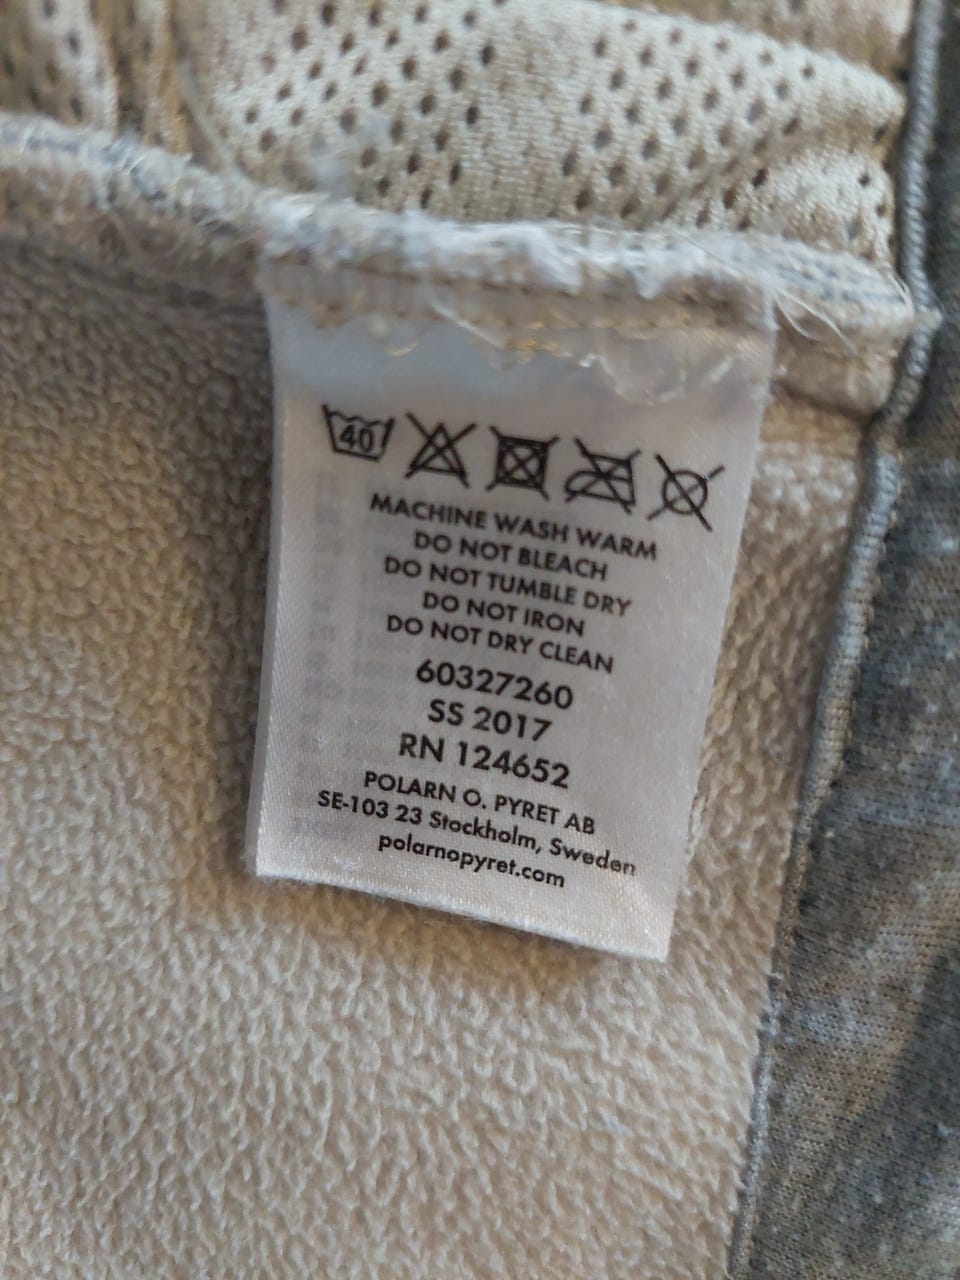 40
MACHINE WASH WARM
DO NOT BLEACH
DO NOT TUMBLE DRY
DO NOT IRON
DO NOT DRY CLEAN
60327260
SS 2017
RN 124652
POLARN O. PYRET AB
SE-103 23 Stockholm, Sweden
polarnopyret.com